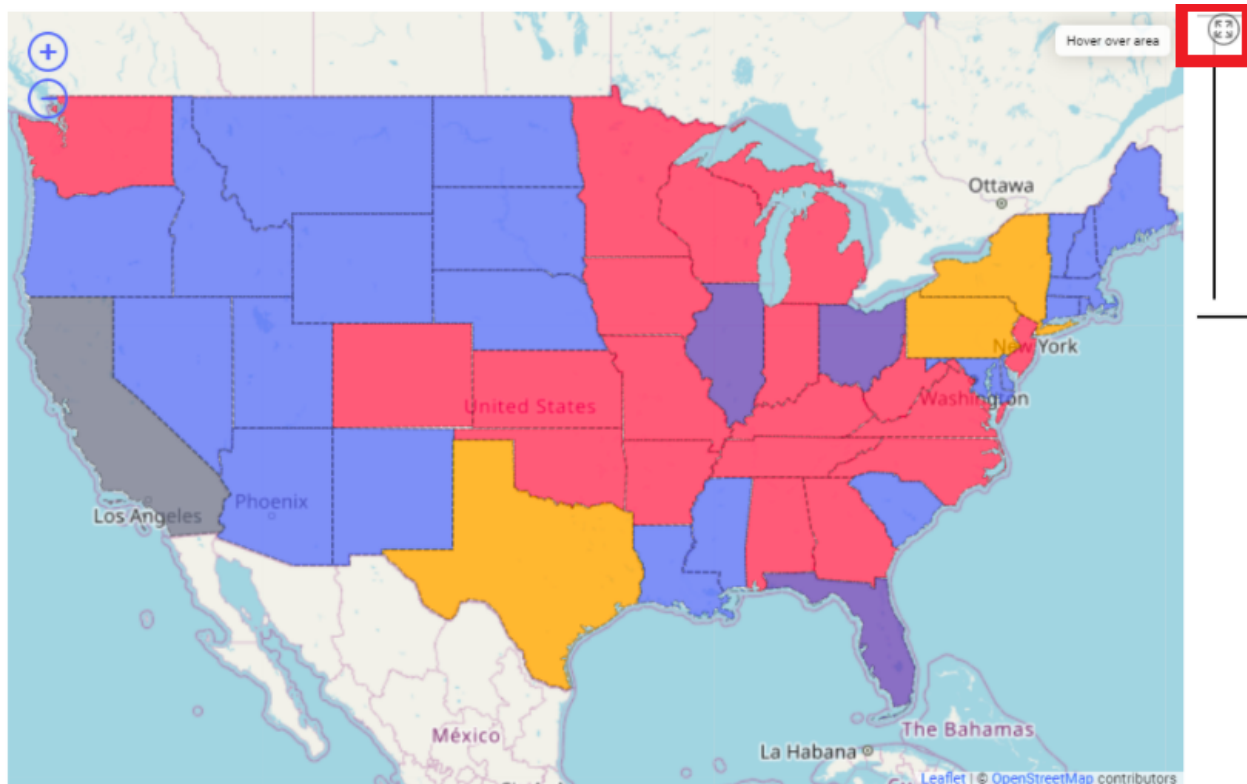 +
Hover over area
−
Ottawa
New York
Washington
United States
Phoenix
Los Angeles
México
The Bahamas
La Habana
Leaflet | © OpenStreetMap contributors